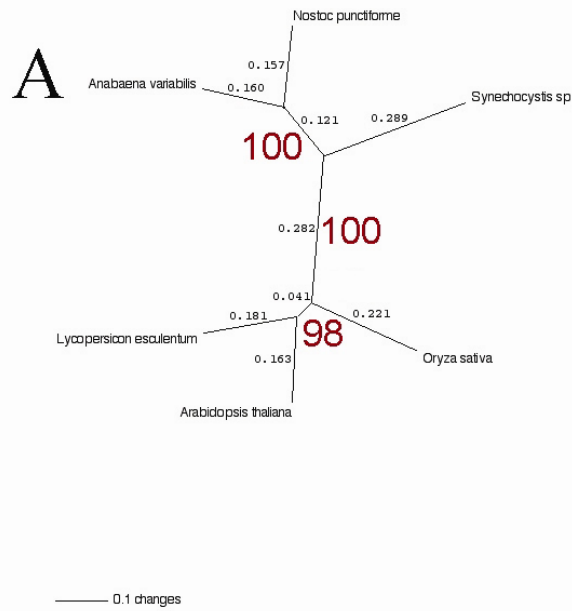 A
Nostoc punctiforme
0.157
Anabaena variabilis
0.160
Synechocystis sp
0.121
0.289
100
0.282
100
0.041
0.181
0.221
98
Lycopersicon esculentum
0.163
Oryza sativa
Arabidopsis thaliana
0.1 changes